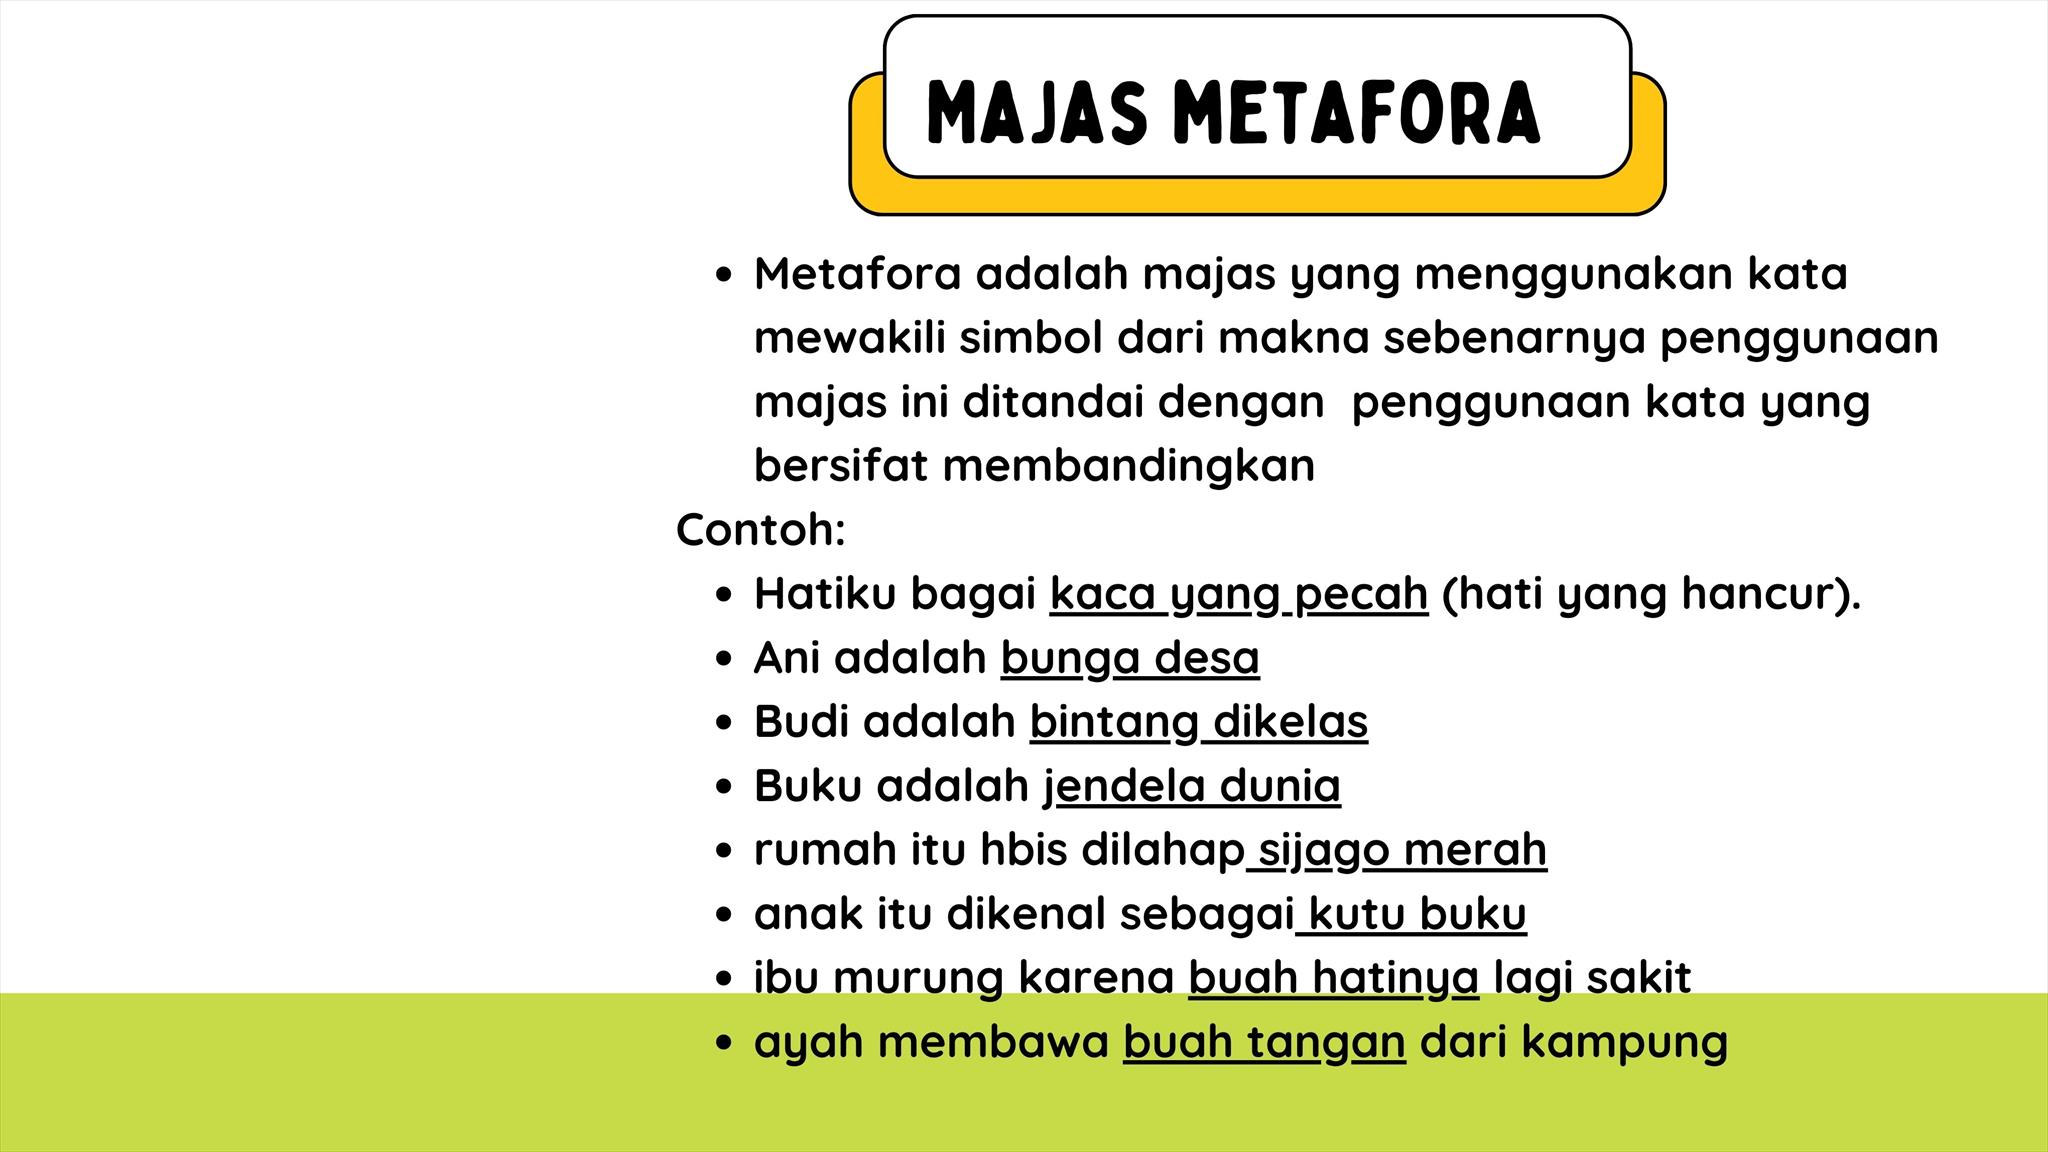 MAJAS METAFORA
• Metafora adalah majas yang menggunakan kata
mewakili simbol dari makna sebenarnya penggunaan
majas ini ditandai dengan  penggunaan kata yang
bersifat membandingkan
Contoh:
• Hatiku bagai kaca yang pecah (hati yang hancur).
• Ani adalah bunga desa
• Budi adalah bintang dikelas
• Buku adalah jendela dunia
• rumah itu hbis dilahap sijago merah
• anak itu dikenal sebagai kutu buku
• ibu murung karena buah hatinya lagi sakit
• ayah membawa buah tangan dari kampung